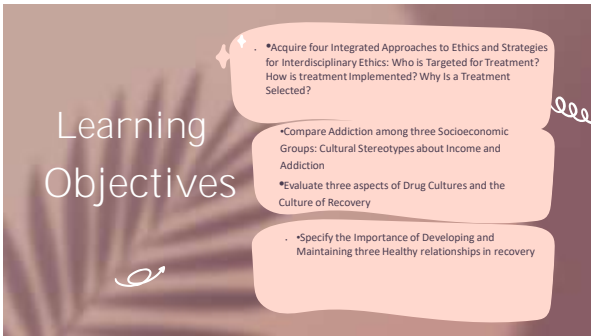 Learning
Objectives
. •Acquire four Integrated Approaches to Ethics and Strategies
for Interdisciplinary Ethics: Who is Targeted for Treatment?
How is treatment Implemented? Why Is a Treatment
Selected?
•Compare Addiction among three Socioeconomic
Groups: Cultural Stereotypes about Income and
Addiction
•Evaluate three aspects of Drug Cultures and the
Culture of Recovery
. •Specify the Importance of Developing and
Maintaining three Healthy relationships in recovery